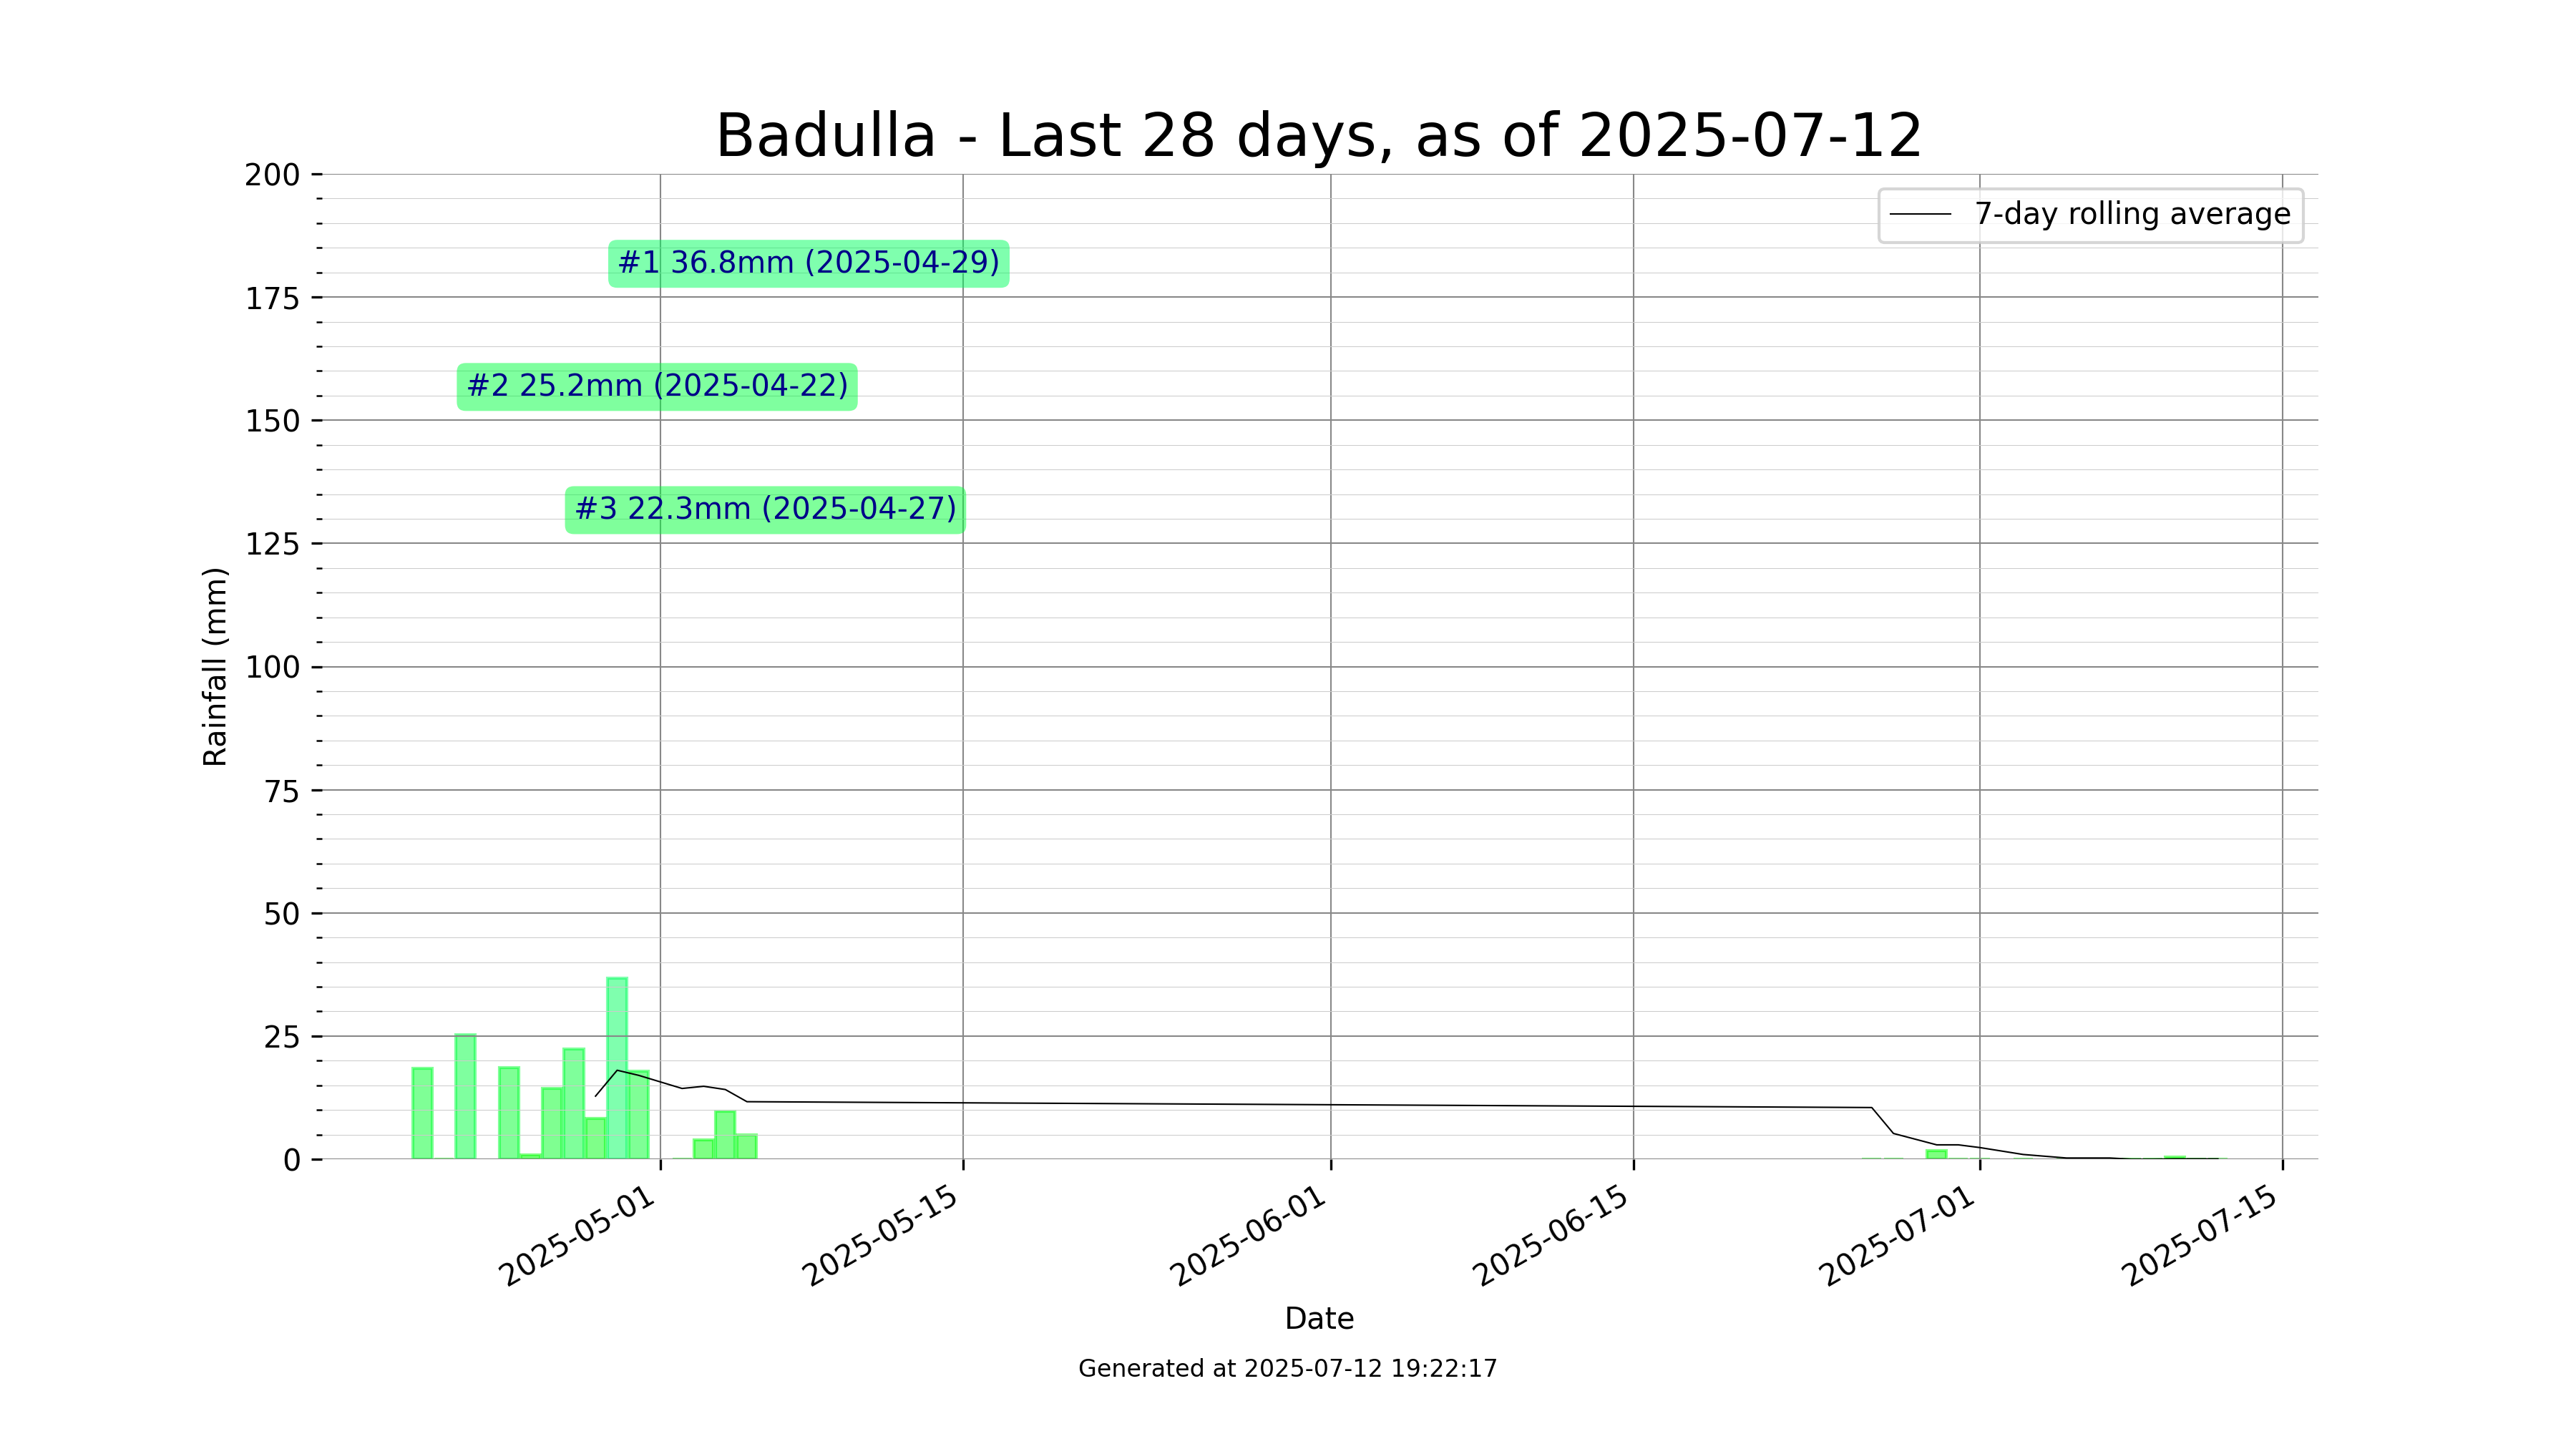 Badulla - Last 28 days, as of 2025-07-12
7-day rolling average
#1 36.8mm (2025-04-29)
#2 25.2mm (2025-04-22)
#3 22.3mm (2025-04-27)
Rainfall (mm)
200
175
150
125
100
75
50
25
0
2025-05-01
2025-05-15
2025-06-01
2025-06-15
2025-07-01
2025-07-15
Date
Generated at 2025-07-12 19:22:17